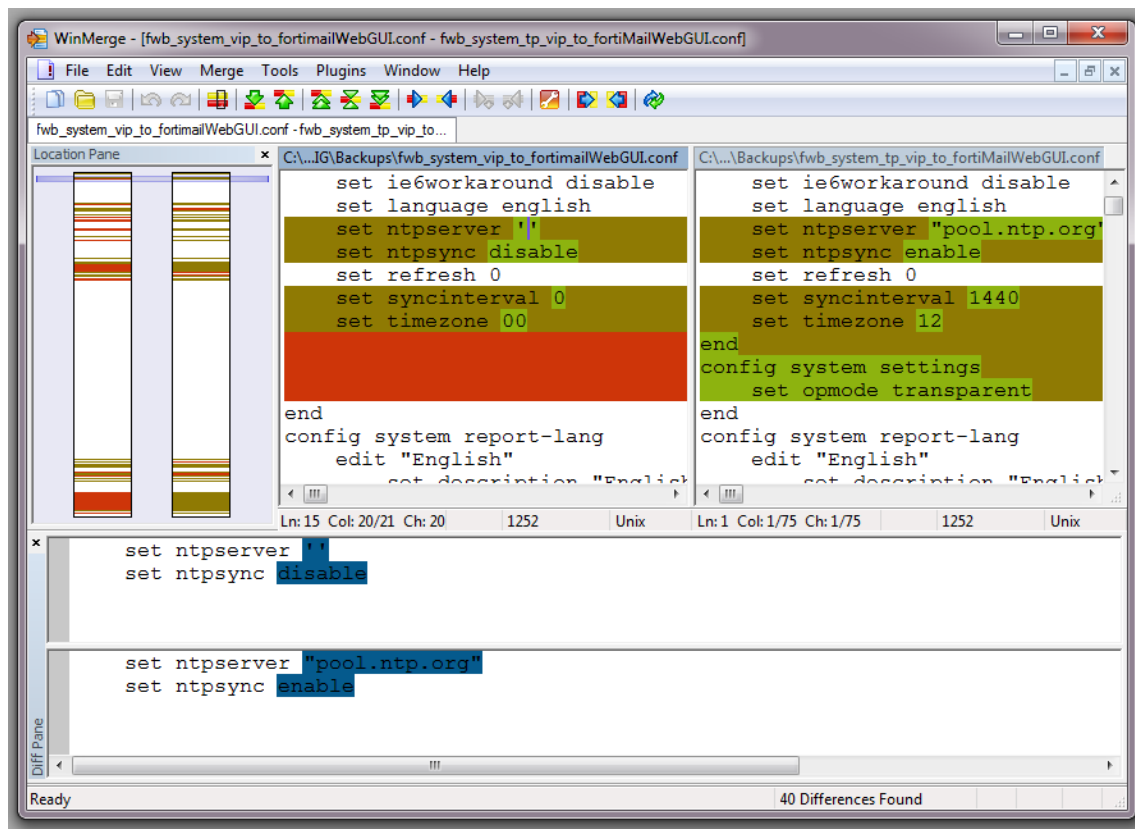 WinMerge - [fwb_system_vip_to_fortimailWebGUI.conf - fwb_system_tp_vip_to_fortiMailWebGUI.conf]
File Edit View Merge Tools Plugins Window Help
fwb_system_vip_to_fortimailWebGUI.conf - fwb_system_tp_vip_to...
Location Pane
C:\...IG\Backups\fwb_system_vip_to_fortimailWebGUI.conf
set ie6workaround disable
set language english
set ntpserver ''
set ntpsync disable
set refresh 0
set syncinterval 0
set timezone 00
end
config system report-lang
edit "English"
set description "English
Ln: 15 Col: 20/21 Ch: 20 1252 Unix
C:\...\Backups\fwb_system_tp_vip_to_fortiMailWebGUI.conf
set ie6workaround disable
set language english
set ntpserver "pool.ntp.org"
set ntpsync enable
set refresh 0
set syncinterval 1440
set timezone 12
end
config system settings
set opmode transparent
end
config system report-lang
edit "English"
set description "English
Ln: 1 Col: 1/75 Ch: 1/75 1252 Unix
Diff Pane
set ntpserver ''
set ntpsync disable
set ntpserver "pool.ntp.org"
set ntpsync enable
Ready 40 Differences Found